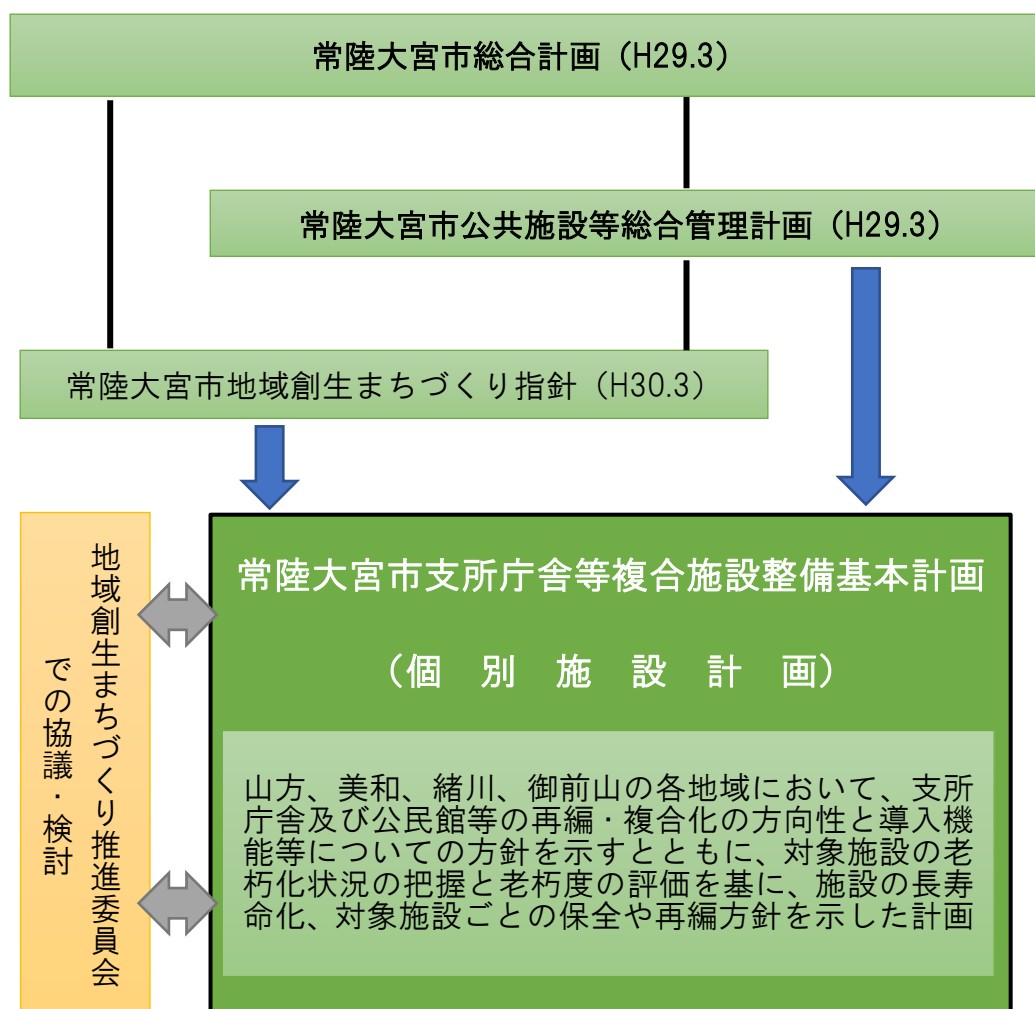 常陸大宮市総合計画（H29.3）
常陸大宮市公共施設等総合管理計画（H29.3）
常陸大宮市地域創生まちづくり指針（H30.3）
地域創生まちづくり推進委員会
での協議・検討
常陸大宮市支所庁舎等複合施設整備基本計画
（個　別　施　設　計　画）
山方、美和、緒川、御前山の各地域において、支所
庁舎及び公民館等の再編・複合化の方向性と導入機
能等についての方針を示すとともに、対象施設の老
朽化状況の把握と老朽度の評価を基に、施設の長寿
命化、対象施設ごとの保全や再編方針を示した計画